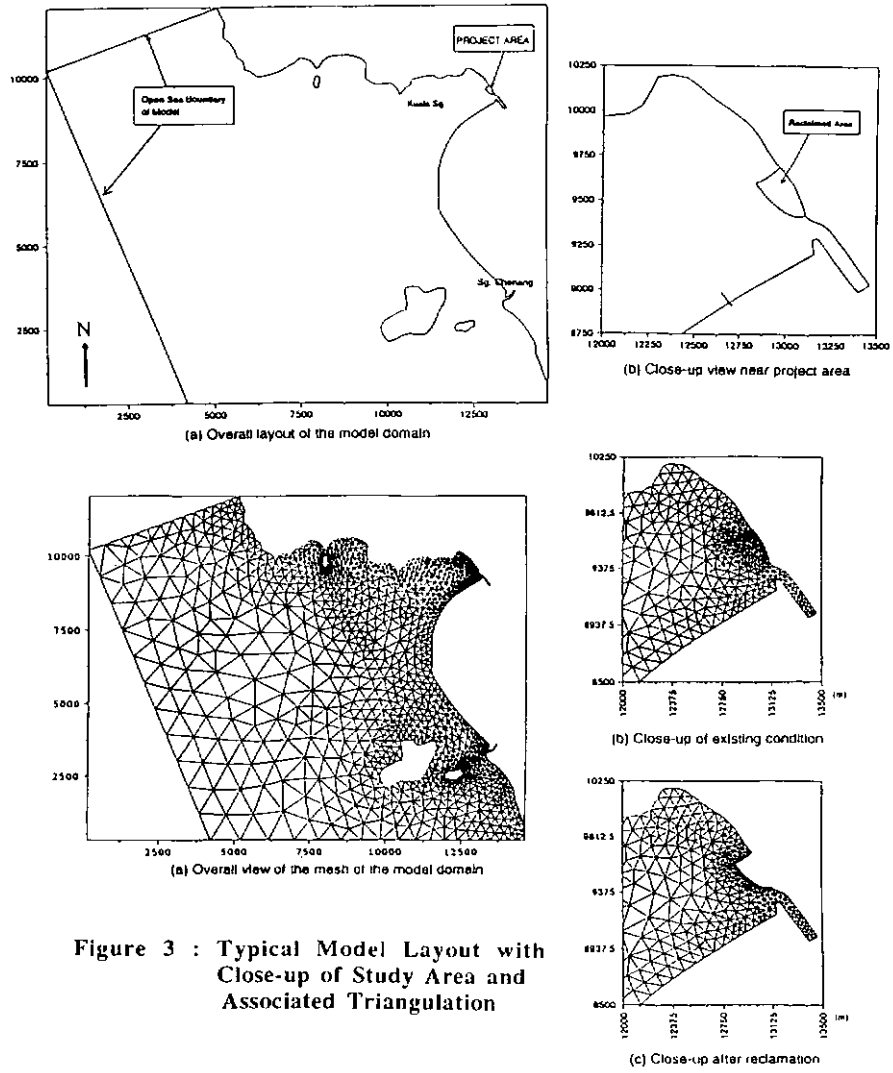 10000
7500
5000
2500
Open Sea Boundary
of Model
PROJECT AREA
Kuala Sg
Sg. Chenang
N
2500 5000 7500 10000 12500
(a) Overall layout of the model domain
10250
10000
9750
9500
9250
9000
8750
Reclaimed Area
12000 12250 12500 12750 13000 13250 13500
(b) Close-up view near project area
10000
7500
5000
2500
2500 5000 7500 10000 12500
(a) Overall view of the mesh of the model domain
10250
9812.5
9375
8937.5
8500
12000 12375 12750 13125 13500 (m)
(b) Close-up of existing condition
10250
9812.5
9375
8937.5
8500
12000 12375 12750 13125 13500 (m)
(c) Close-up after reclamation
Figure 3 : Typical Model Layout with
Close-up of Study Area and
Associated Triangulation